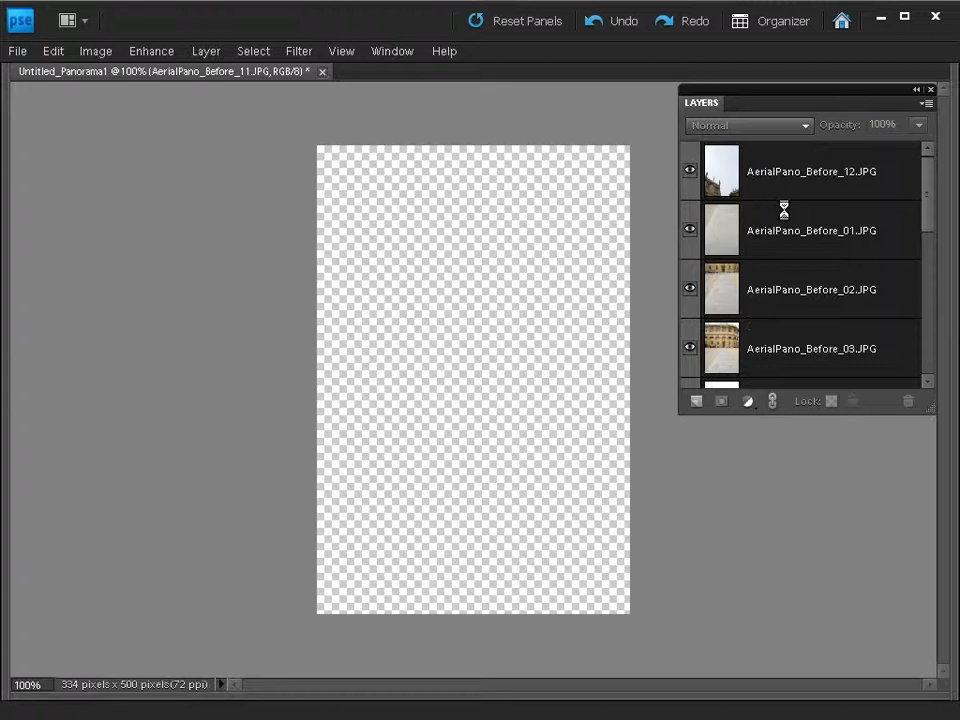 pse Reset Panels Undo Redo Organizer
File Edit Image Enhance Layer Select Filter View Window Help
Untitled_Panorama1 @ 100% (AerialPano_Before_11.JPG, RGB/8) *
LAYERS
Normal Opacity: 100%
AerialPano_Before_12.JPG
AerialPano_Before_01.JPG
AerialPano_Before_02.JPG
AerialPano_Before_03.JPG
Lock:
100% 334 pixels x 500 pixels (72 ppi)